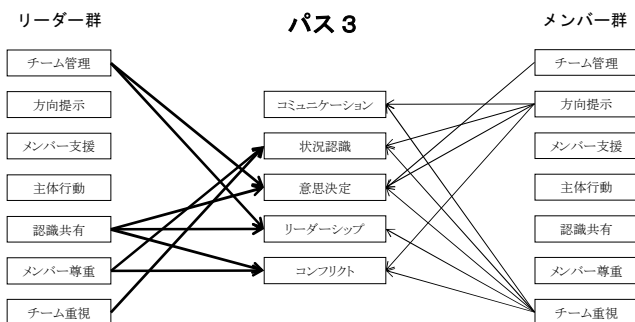 リーダー群
パス３
メンバー群
チーム管理
方向提示
メンバー支援
主体行動
認識共有
メンバー尊重
チーム重視
コミュニケーション
状況認識
意思決定
リーダーシップ
コンフリクト
チーム管理
方向提示
メンバー支援
主体行動
認識共有
メンバー尊重
チーム重視